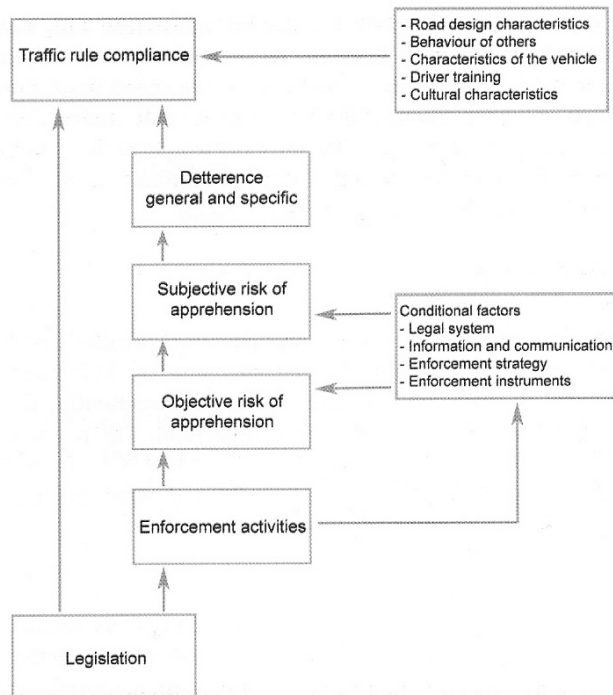 Traffic rule compliance
- Road design characteristics
- Behaviour of others
- Characteristics of the vehicle
- Driver training
- Cultural characteristics
Detterence
general and specific
Subjective risk of
apprehension
Conditional factors
- Legal system
- Information and communication
- Enforcement strategy
- Enforcement instruments
Objective risk of
apprehension
Enforcement activities
Legislation